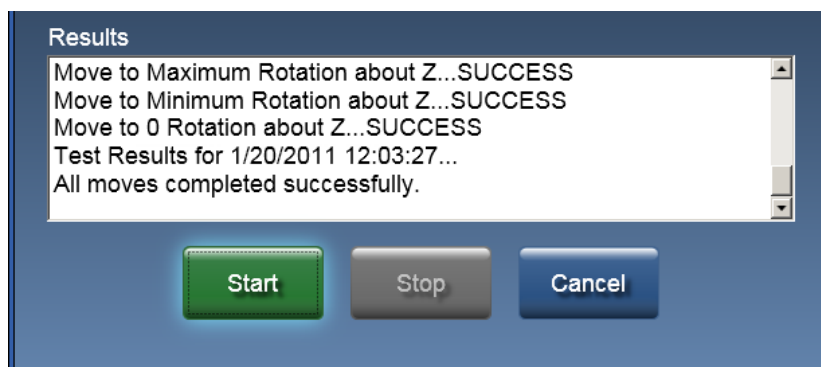 Results
Move to Maximum Rotation about Z...SUCCESS
Move to Minimum Rotation about Z...SUCCESS
Move to 0 Rotation about Z...SUCCESS
Test Results for 1/20/2011 12:03:27...
All moves completed successfully.
Start Stop Cancel